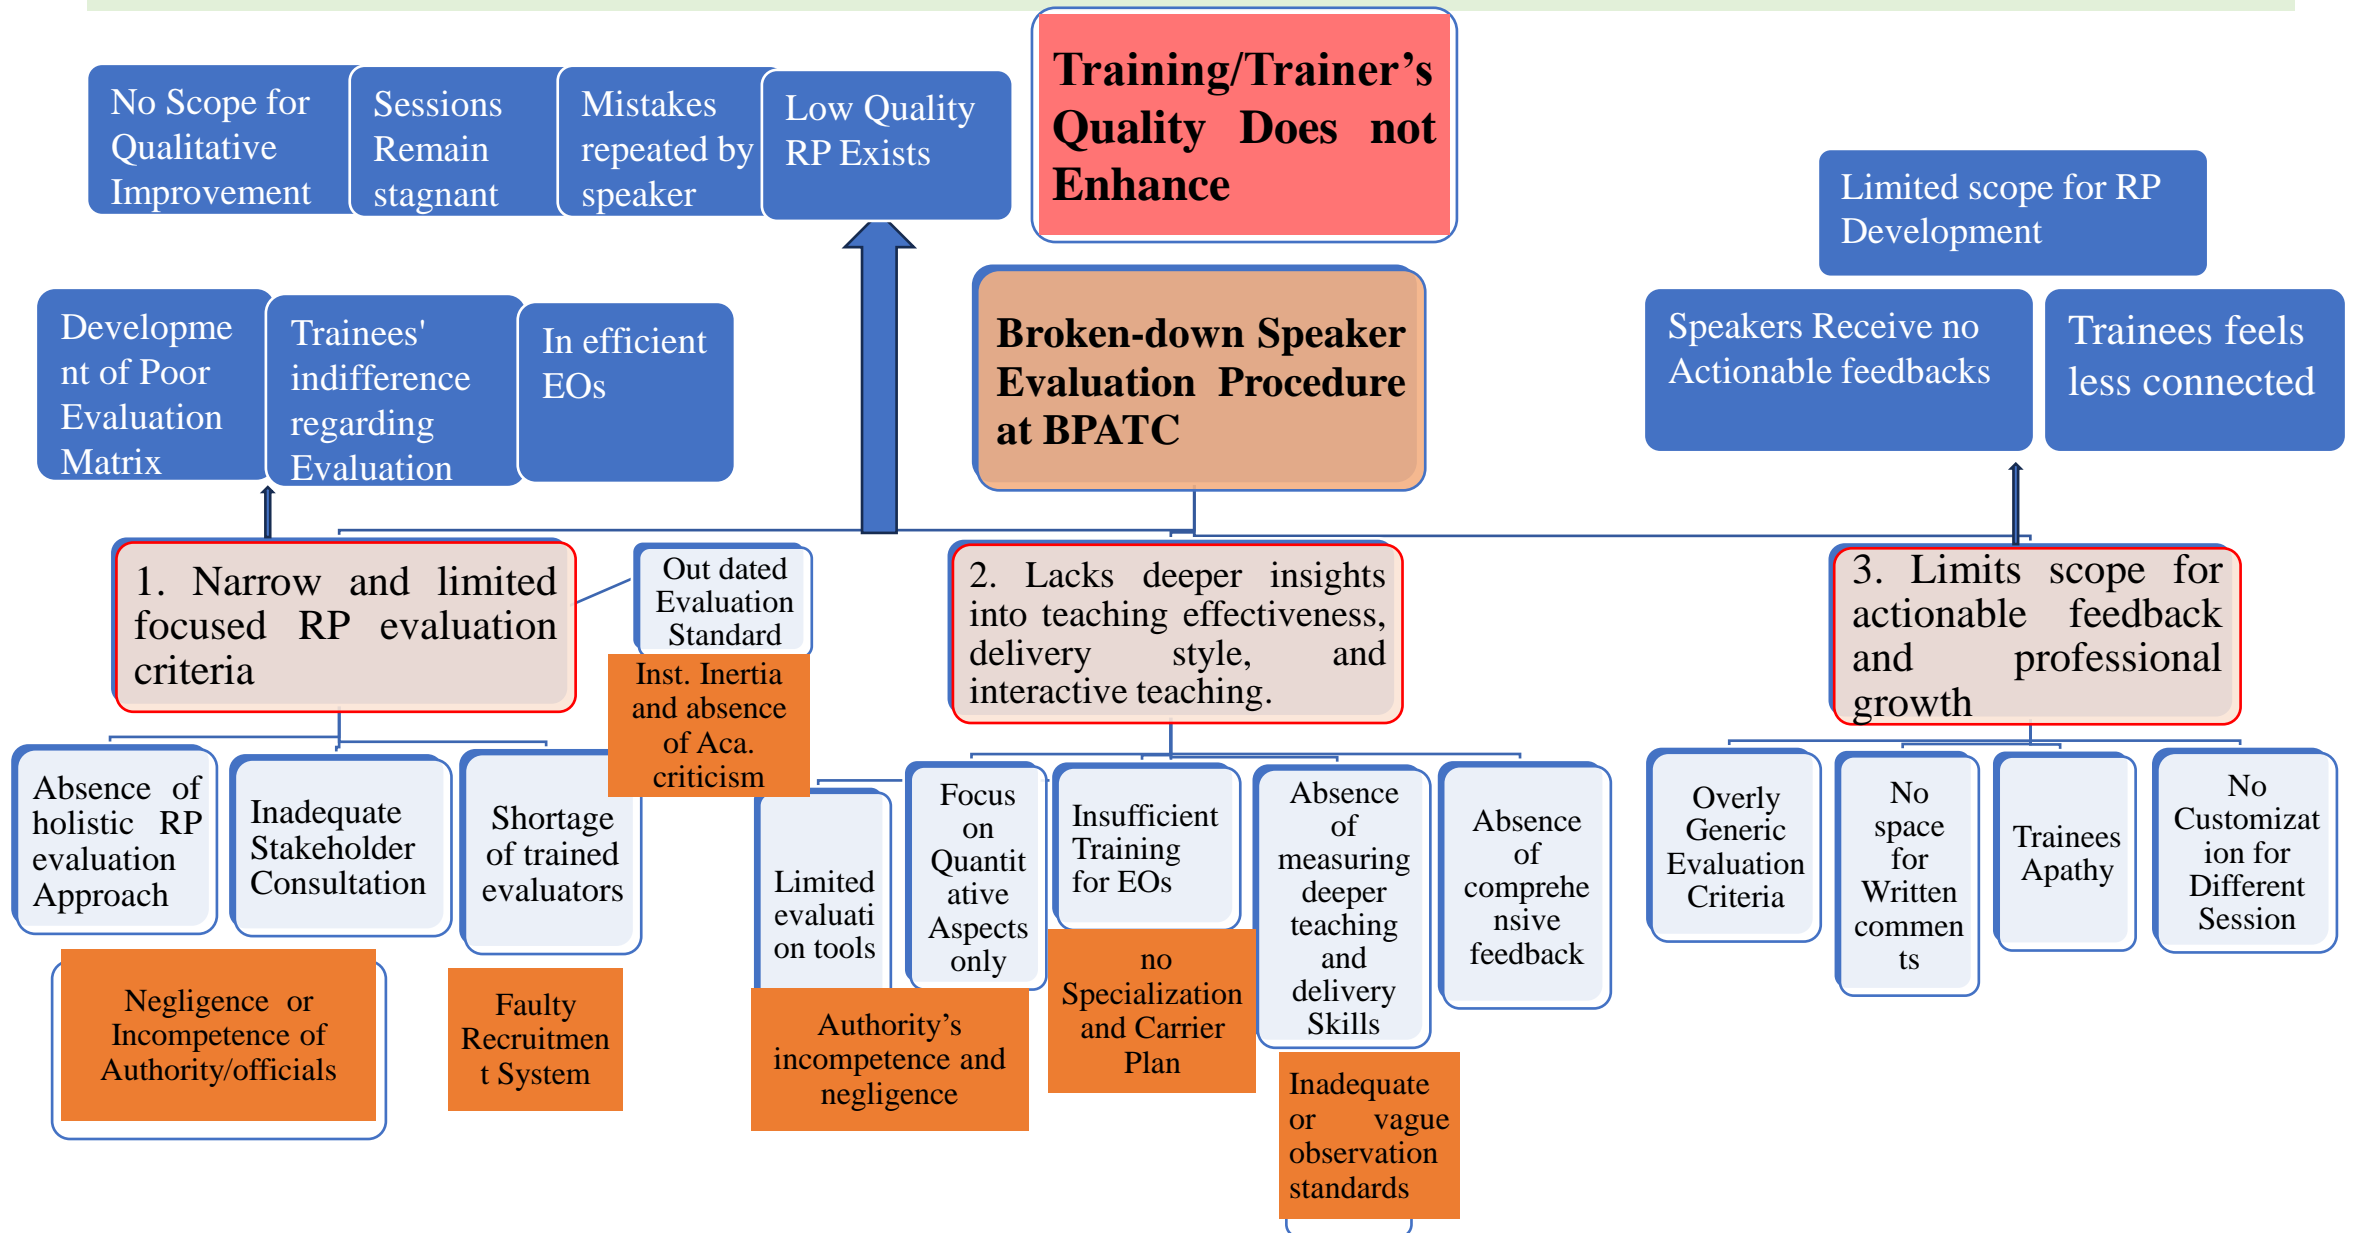 Training/Trainer’s
Quality Does not
Enhance
No Scope for
Qualitative
Improvement
Sessions
Remain
stagnant
Mistakes
repeated by
speaker
Low Quality
RP Exists
Limited scope for RP
Development
Developme
nt of Poor
Evaluation
Matrix
Trainees'
indifference
regarding
Evaluation
In efficient
EOs
Broken-down Speaker
Evaluation Procedure
at BPATC
Speakers Receive no
Actionable feedbacks
Trainees feels
less connected
1. Narrow and limited
focused RP evaluation
criteria
Out dated
Evaluation
Standard
Inst. Inertia
and absence
of Aca.
criticism
2. Lacks deeper insights
into teaching effectiveness,
delivery style, and
interactive teaching.
3. Limits scope for
actionable feedback
and professional
growth
Absence of
holistic RP
evaluation
Approach
Inadequate
Stakeholder
Consultation
Shortage
of trained
evaluators
Limited
evaluati
on tools
Focus
on
Quantit
ative
Aspects
only
Insufficient
Training
for EOs
Absence
of
measuring
deeper
teaching
and
delivery
Skills
Absence
of
comprehe
nsive
feedback
Overly
Generic
Evaluation
Criteria
No
space
for
Written
commen
ts
Trainees
Apathy
No
Customizat
ion for
Different
Session
Negligence or
Incompetence of
Authority/officials
Faulty
Recruitmen
t System
Authority’s
incompetence and
negligence
no
Specialization
and Carrier
Plan
Inadequate
or vague
observation
standards